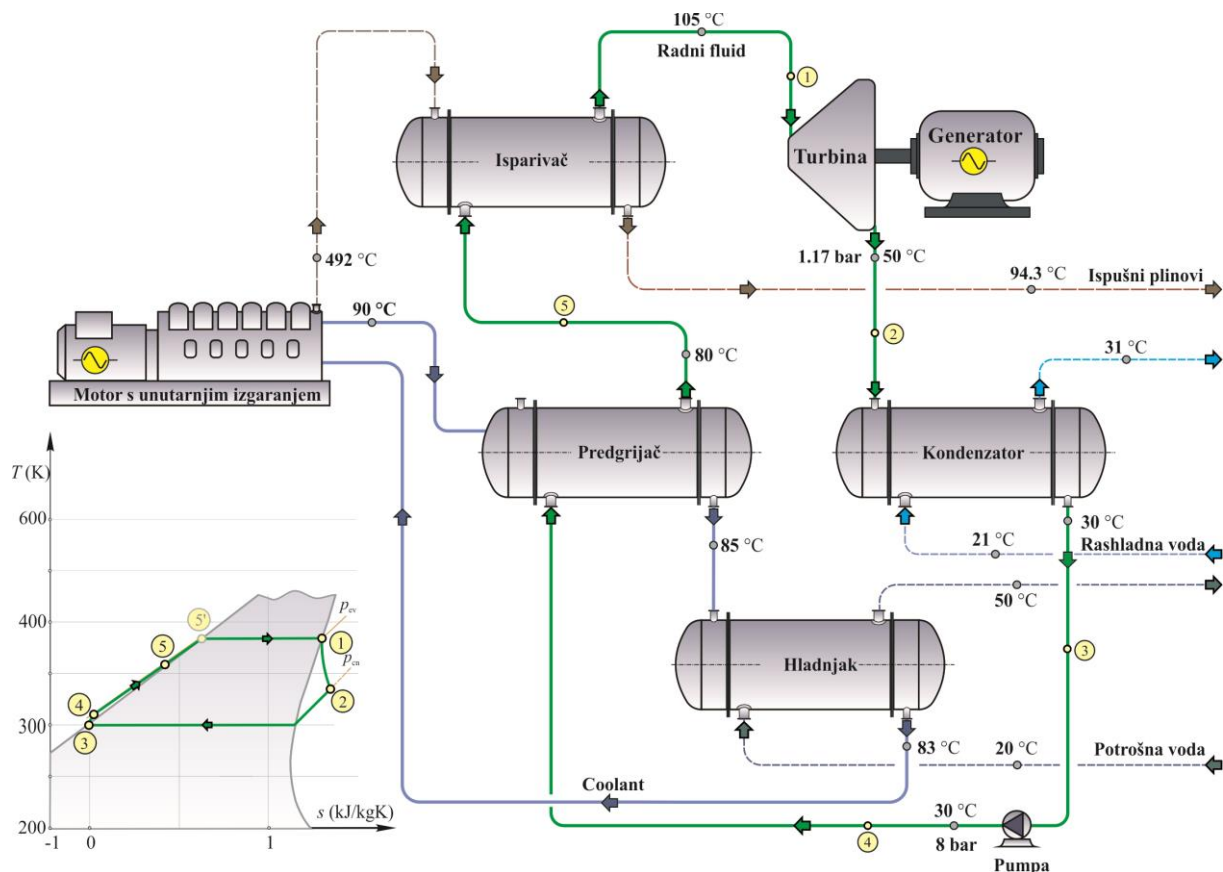 105 °C
Radni fluid
1
Isparivač
Turbina
Generator
492 °C
1.17 bar
50 °C
94.3 °C
Ispušni plinovi
90 °C
5
2
80 °C
31 °C
Motor s unutarnjim izgaranjem
Predgrijač
Kondenzator
30 °C
85 °C
21 °C
Rashladna voda
50 °C
Hladnjak
3
83 °C
20 °C
Potrošna voda
Coolant
30 °C
4
8 bar
Pumpa
T (K)
600
400
300
200
5'
5
4
3
1
2
pev
pcn
-1
0
1
s (kJ/kgK)